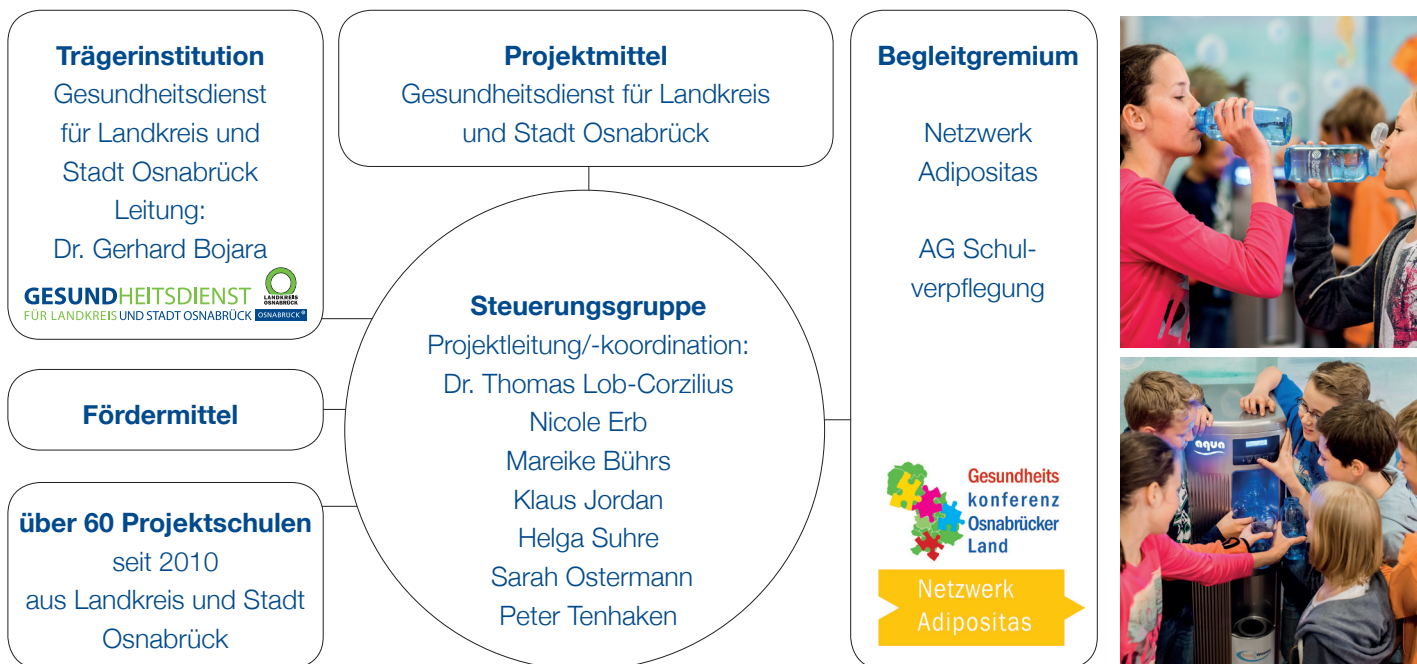 Trägerinstitution
Gesundheitsdienst
für Landkreis und
Stadt Osnabrück
Leitung:
Dr. Gerhard Bojara
GESUNDHEITSDIENST
FÜR LANDKREIS UND STADT OSNABRÜCK
LANDKREIS
OSNABRÜCK
OSNABRÜCK®
Projektmittel
Gesundheitsdienst für Landkreis
und Stadt Osnabrück
Begleitgremium
Netzwerk
Adipositas
AG Schul-
verpflegung
Steuerungsgruppe
Projektleitung/-koordination:
Dr. Thomas Lob-Corzilius
Nicole Erb
Mareike Bührs
Klaus Jordan
Helga Suhre
Sarah Ostermann
Peter Tenhaken
Fördermittel
über 60 Projektschulen
seit 2010
aus Landkreis und Stadt
Osnabrück
Gesundheits
konferenz
Osnabrücker
Land
Netzwerk
Adipositas
aqua